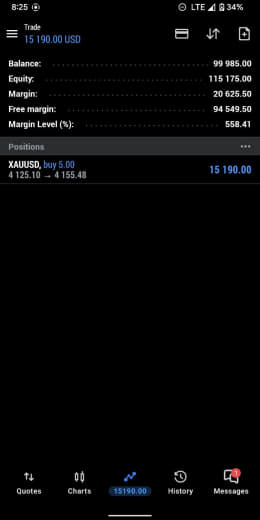 8:25 LTE 34%
Trade
15 190.00 USD
Balance: 99 985.00
Equity: 115 175.00
Margin: 20 625.50
Free margin: 94 549.50
Margin Level (%): 558.41
Positions
XAUUSD, buy 5.00
4 125.10 → 4 155.48 15 190.00
Quotes Charts 15190.00 History Messages
1